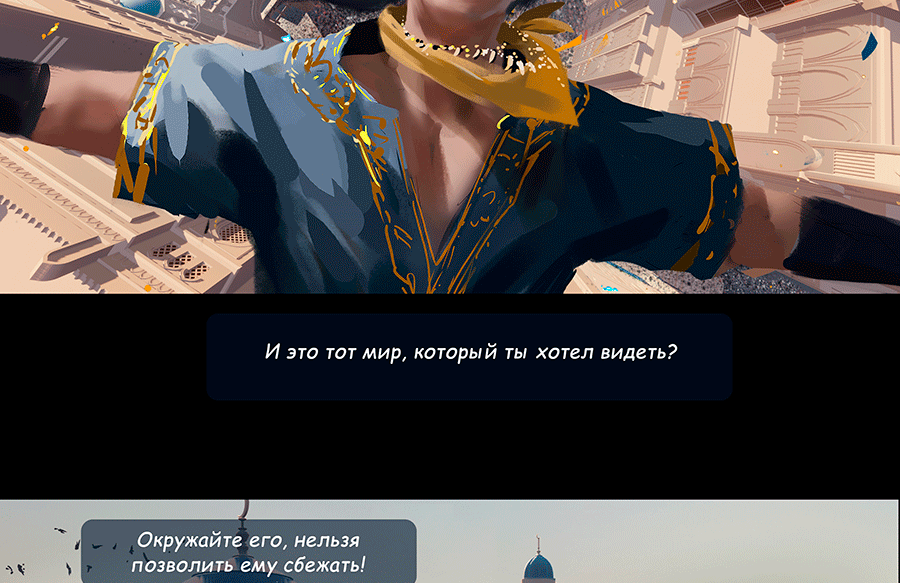 И это тот мир, который ты хотел видеть?
Окружайте его, нельзя
позволить ему сбежать!